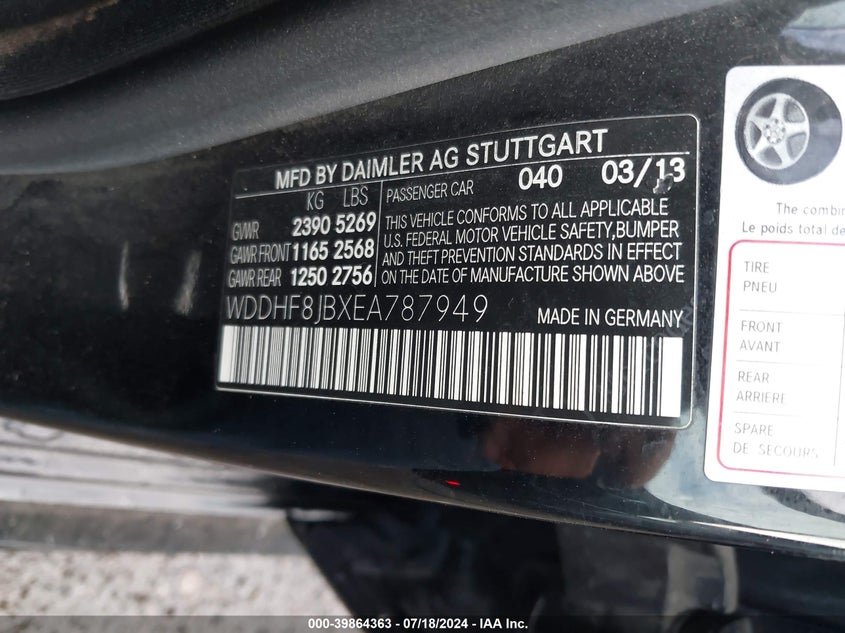 MFD BY DAIMLER AG STUTTGART
KG LBS PASSENGER CAR 040 03/13
GVWR 2390 5269
GAWR FRONT 1165 2568
GAWR REAR 1250 2756
THIS VEHICLE CONFORMS TO ALL APPLICABLE
U.S. FEDERAL MOTOR VEHICLE SAFETY, BUMPER
AND THEFT PREVENTION STANDARDS IN EFFECT
ON THE DATE OF MANUFACTURE SHOWN ABOVE
WDDHF8JBXEA787949 MADE IN GERMANY
The combin
Le poids total de
TIRE
PNEU
FRONT
AVANT
REAR
ARRIERE
SPARE
DE SECOURS
000-39864363 - 07/18/2024 - IAA Inc.